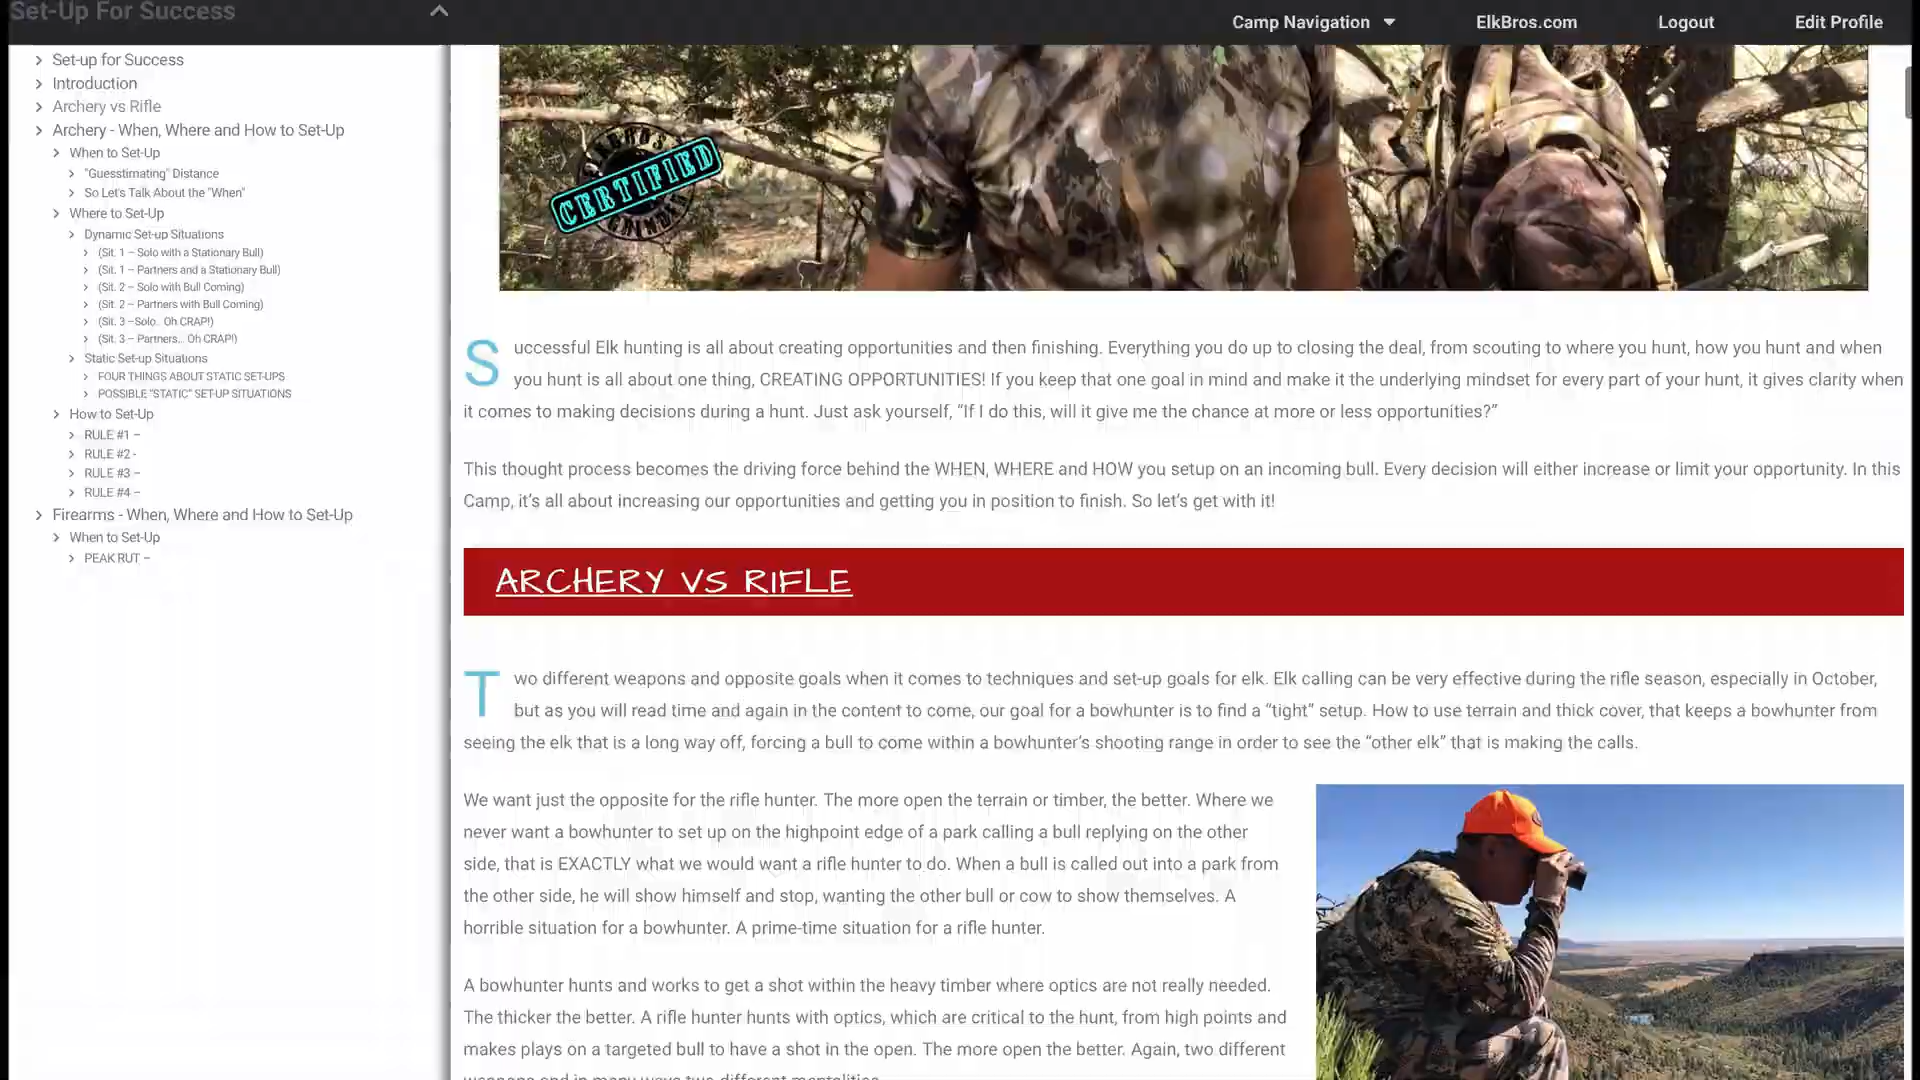 Set-Up For Success
Camp Navigation
ElkBros.com
Logout
Edit Profile
Set-up for Success
Introduction
Archery vs Rifle
Archery - When, Where and How to Set-Up
When to Set-Up
"Guesstimating" Distance
So Let's Talk About the "When"
Where to Set-Up
Dynamic Set-up Situations
(Sit. 1 – Solo with a Stationary Bull)
(Sit. 1 – Partners and a Stationary Bull)
(Sit. 2 – Solo with Bull Coming)
(Sit. 2 – Partners with Bull Coming)
(Sit. 3 –Solo.. Oh CRAP!)
(Sit. 3 – Partners... Oh CRAP!)
Static Set-up Situations
FOUR THINGS ABOUT STATIC SET-UPS
POSSIBLE "STATIC" SET-UP SITUATIONS
How to Set-Up
RULE #1 –
RULE #2 -
RULE #3 –
RULE #4 –
Firearms - When, Where and How to Set-Up
When to Set-Up
PEAK RUT –
CERTIFIED
Successful Elk hunting is all about creating opportunities and then finishing. Everything you do up to closing the deal, from scouting to where you hunt, how you hunt and when
you hunt is all about one thing, CREATING OPPORTUNITIES! If you keep that one goal in mind and make it the underlying mindset for every part of your hunt, it gives clarity when
it comes to making decisions during a hunt. Just ask yourself, “If I do this, will it give me the chance at more or less opportunities?”
This thought process becomes the driving force behind the WHEN, WHERE and HOW you setup on an incoming bull. Every decision will either increase or limit your opportunity. In this
Camp, it’s all about increasing our opportunities and getting you in position to finish. So let’s get with it!
ARCHERY VS RIFLE
Two different weapons and opposite goals when it comes to techniques and set-up goals for elk. Elk calling can be very effective during the rifle season, especially in October,
but as you will read time and again in the content to come, our goal for a bowhunter is to find a “tight” setup. How to use terrain and thick cover, that keeps a bowhunter from
seeing the elk that is a long way off, forcing a bull to come within a bowhunter’s shooting range in order to see the “other elk” that is making the calls.
We want just the opposite for the rifle hunter. The more open the terrain or timber, the better. Where we
never want a bowhunter to set up on the highpoint edge of a park calling a bull replying on the other
side, that is EXACTLY what we would want a rifle hunter to do. When a bull is called out into a park from
the other side, he will show himself and stop, wanting the other bull or cow to show themselves. A
horrible situation for a bowhunter. A prime-time situation for a rifle hunter.
A bowhunter hunts and works to get a shot within the heavy timber where optics are not really needed.
The thicker the better. A rifle hunter hunts with optics, which are critical to the hunt, from high points and
makes plays on a targeted bull to have a shot in the open. The more open the better. Again, two different
weapons and in many ways two different mentalities.